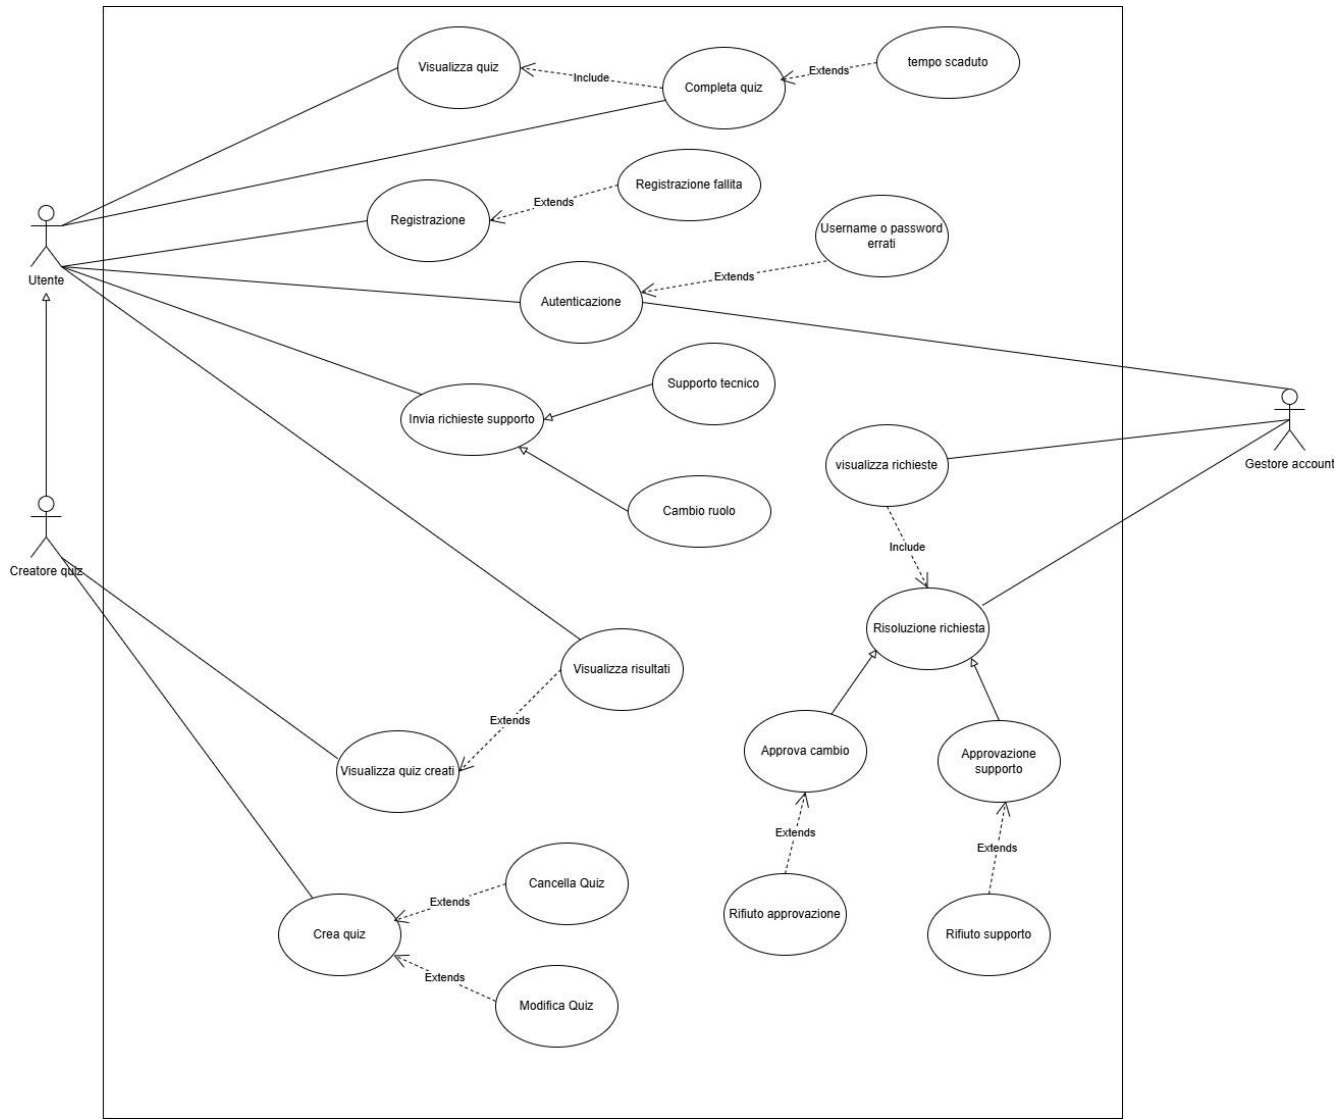 Visualizza quiz
Include
Completa quiz
Extends
tempo scaduto
Registrazione
Extends
Registrazione fallita
Username o password
errati
Utente
Autenticazione
Extends
Invia richieste supporto
Supporto tecnico
Cambio ruolo
visualizza richieste
Gestore account
Include
Creatore quiz
Risoluzione richiesta
Visualizza risultati
Extends
Visualizza quiz creati
Approva cambio
Approvazione
supporto
Extends
Extends
Rifiuto approvazione
Rifiuto supporto
Crea quiz
Extends
Cancella Quiz
Extends
Modifica Quiz